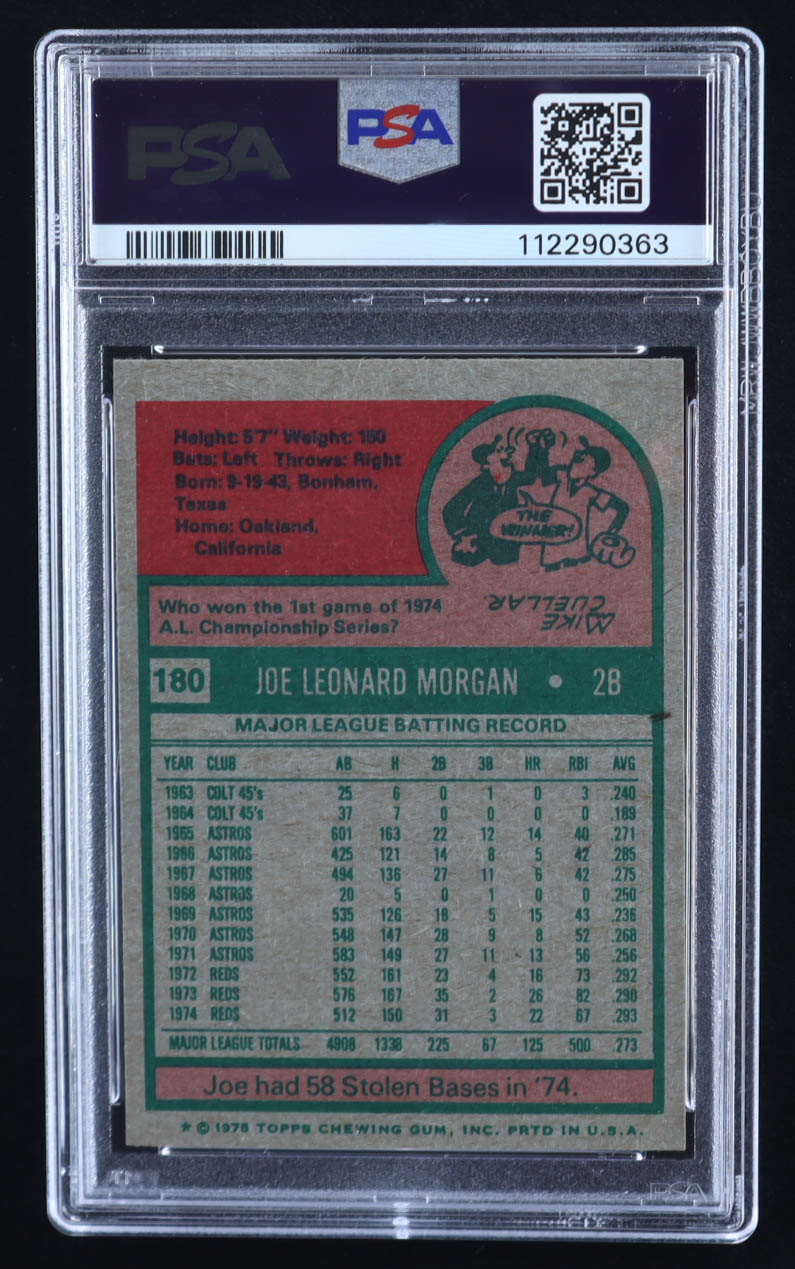 PSA
PSA
112290363
Height: 5'7" Weight: 160
Bats: Left Throws: Right
Born: 9-19-43, Bonham,
Texas
Home: Oakland,
California
THE
WINNER!
Who won the 1st game of 1974
A.L. Championship Series?
MIKE
CUELLAR.
180 JOE LEONARD MORGAN • 2B
MAJOR LEAGUE BATTING RECORD
YEAR CLUB AB H 2B 3B HR RBI AVG
1963 COLT 45's 25 6 0 1 0 3 .240
1964 COLT 45's 37 7 0 0 0 0 .189
1965 ASTROS 601 163 22 12 14 40 .271
1966 ASTROS 425 121 14 8 5 42 .285
1967 ASTROS 494 136 27 11 6 42 .275
1968 ASTROS 20 5 0 1 0 0 .250
1969 ASTROS 535 126 18 5 15 43 .236
1970 ASTROS 548 147 28 9 8 52 .268
1971 ASTROS 583 149 27 11 13 56 .256
1972 REDS 552 161 23 4 16 73 .292
1973 REDS 576 167 35 2 26 82 .290
1974 REDS 512 150 31 3 22 67 .293
MAJOR LEAGUE TOTALS 4908 1338 225 67 125 500 .273
Joe had 58 Stolen Bases in '74.
★ © 1975 TOPPS CHEWING GUM, INC. PRTD IN U.S.A.
PSA